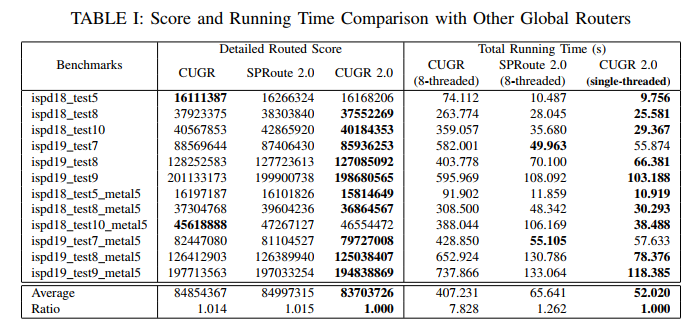 TABLE I: Score and Running Time Comparison with Other Global Routers
Benchmarks Detailed Routed Score Total Running Time (s)
CUGR SPRoute 2.0 CUGR 2.0 CUGR (8-threaded) SPRoute 2.0 (8-threaded) CUGR 2.0 (single-threaded)
ispd18_test5 16111387 16266324 16168206 74.112 10.487 9.756
ispd18_test8 37923375 38303840 37552269 263.774 28.045 25.581
ispd18_test10 40567853 42865920 40184353 359.057 35.680 29.367
ispd19_test7 88569644 87406430 85936253 582.001 49.963 55.874
ispd19_test8 128252583 127723613 127085092 403.778 70.100 66.381
ispd19_test9 201133173 199900738 198680565 595.969 108.092 103.188
ispd18_test5_metal5 16197187 16101826 15814649 91.902 11.859 10.919
ispd18_test8_metal5 37304768 39604236 36864567 308.500 48.342 30.293
ispd18_test10_metal5 45618888 47267127 46554472 388.044 106.169 38.488
ispd19_test7_metal5 82447080 81104527 79727008 428.850 55.105 57.633
ispd19_test8_metal5 126412903 126389940 125038407 652.924 130.786 78.376
ispd19_test9_metal5 197713563 197033254 194838869 737.866 133.064 118.385
Average 84854367 84997315 83703726 407.231 65.641 52.020
Ratio 1.014 1.015 1.000 7.828 1.262 1.000